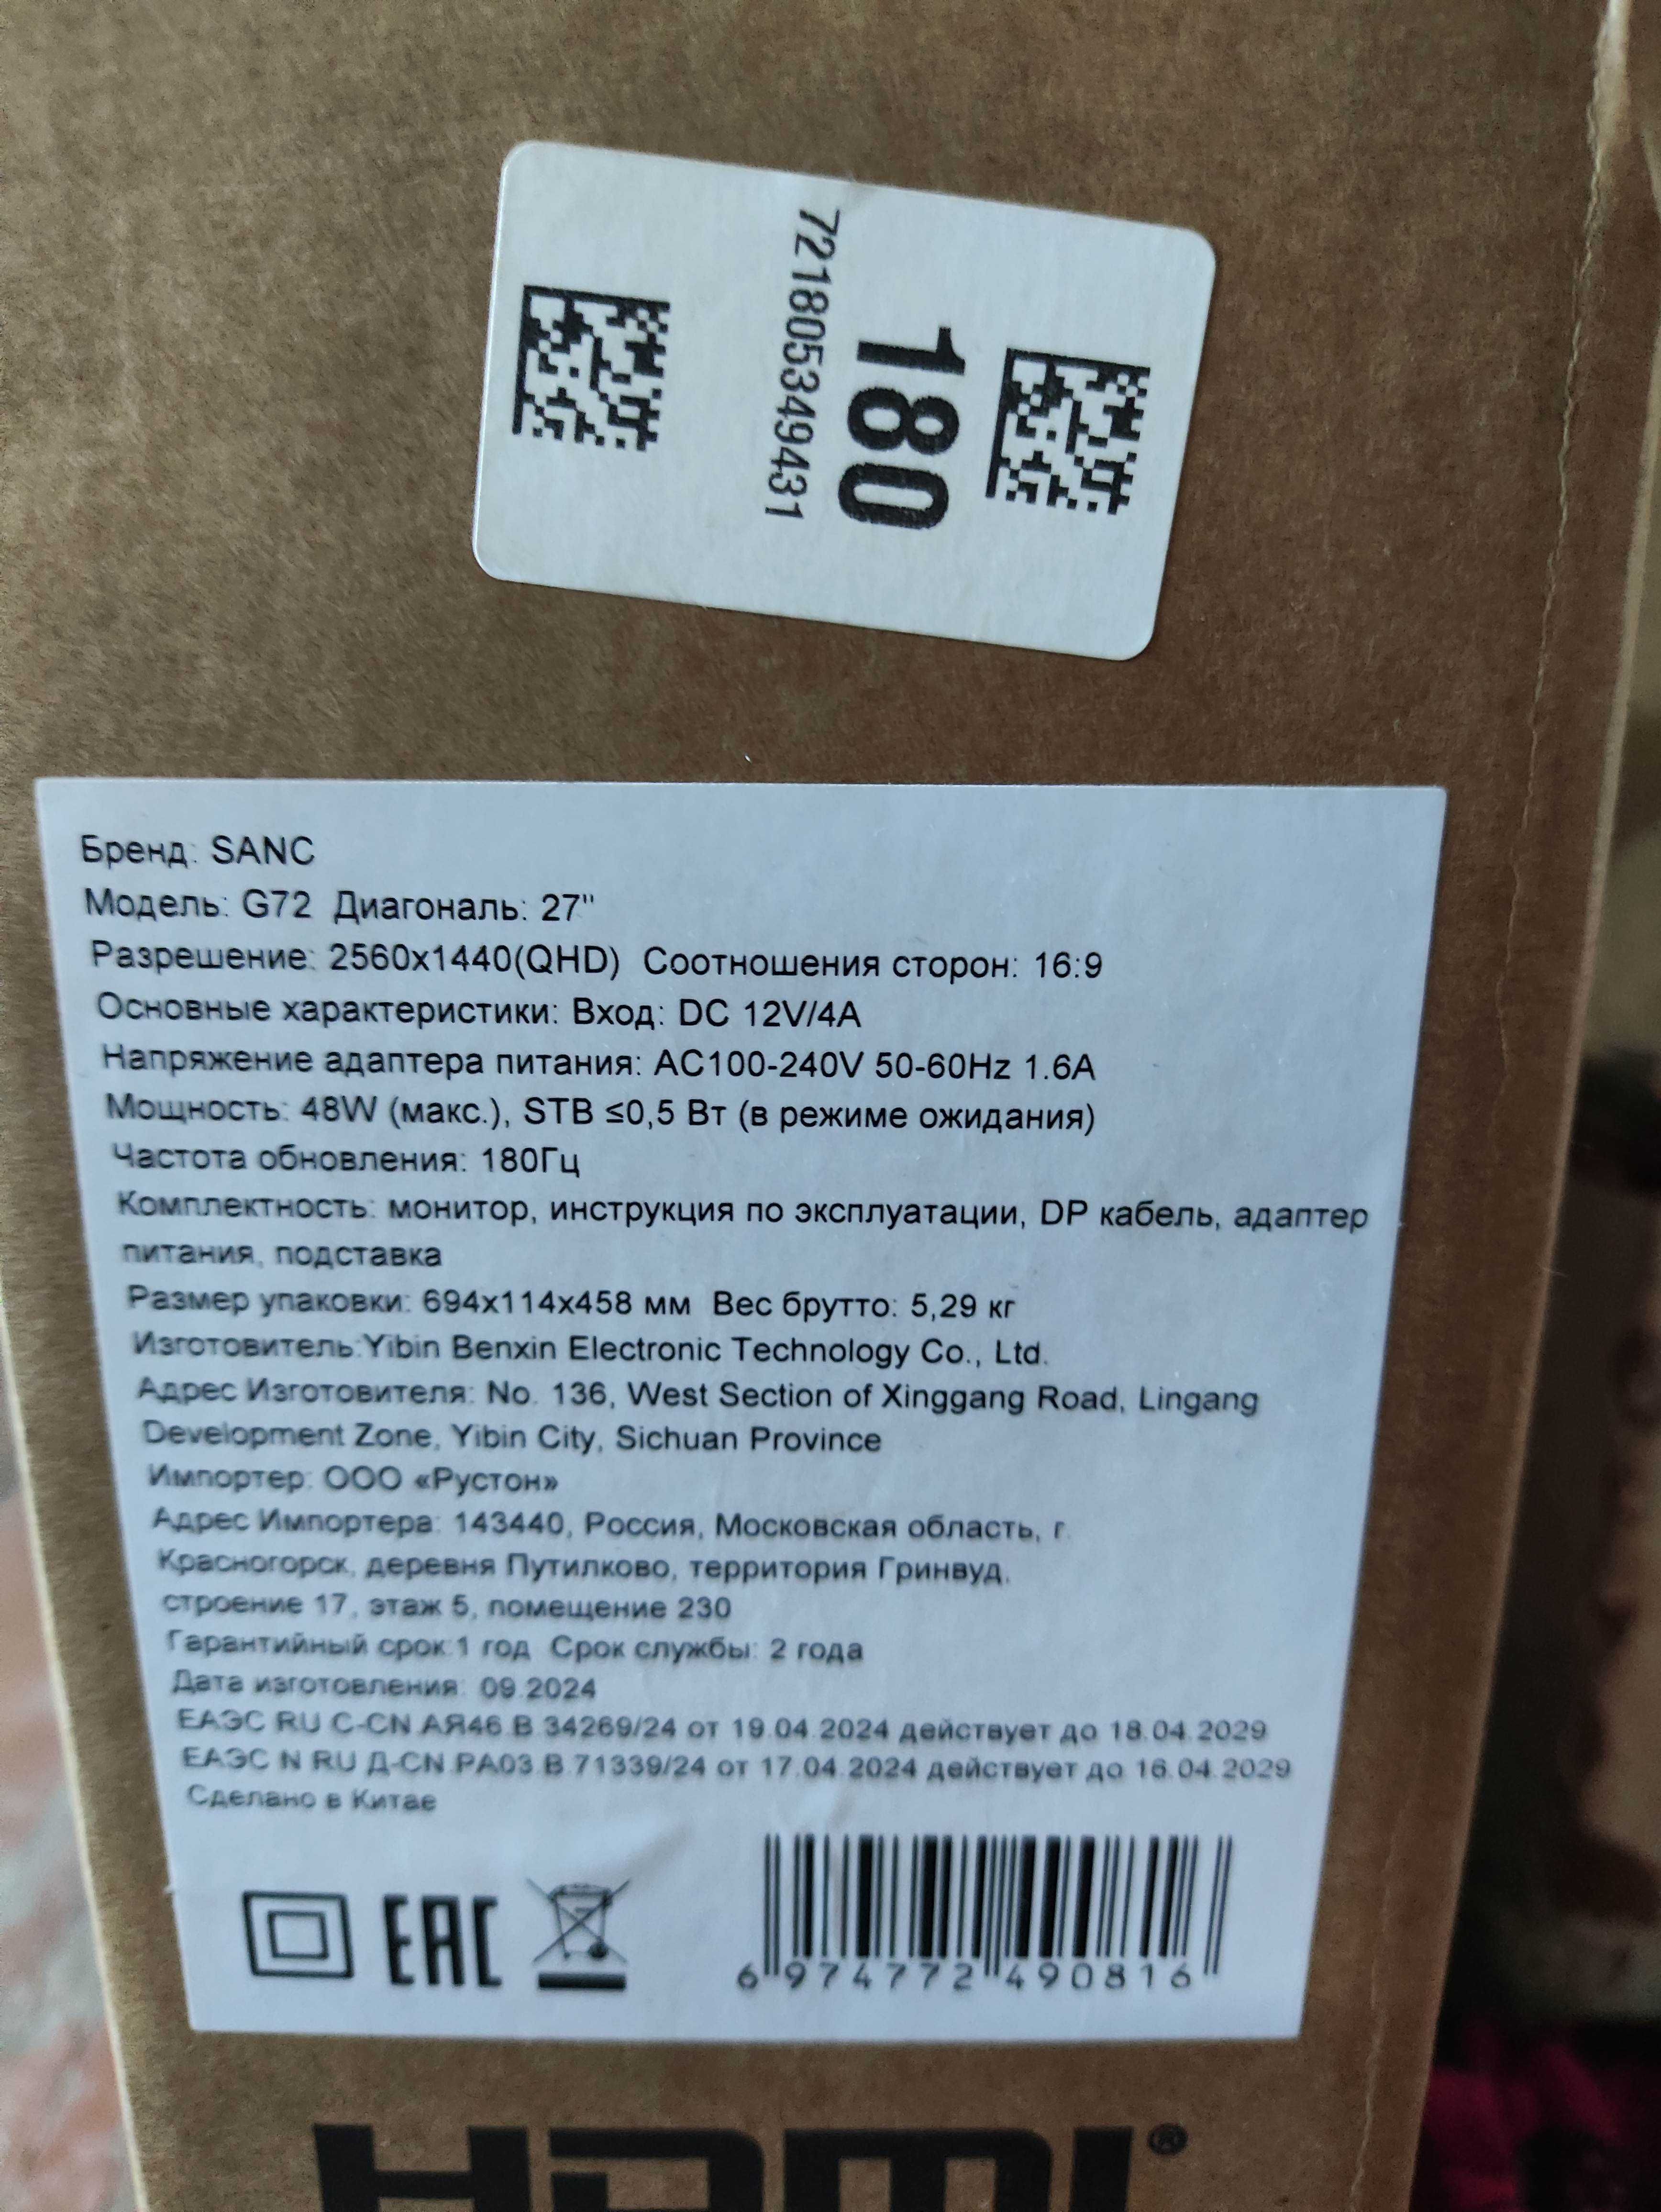 72180534943 1
180
Бренд: SANC
Модель: G72 Диагональ: 27"
Разрешение: 2560x1440(QHD) Соотношения сторон: 16:9
Основные характеристики: Вход: DC 12V/4A
Напряжение адаптера питания: AC100-240V 50-60Hz 1.6A
Мощность: 48W (макс.), STB ≤0,5 Вт (в режиме ожидания)
Частота обновления: 180Гц
Комплектность: монитор, инструкция по эксплуатации, DP кабель, адаптер
питания, подставка
Размер упаковки: 694x114x458 мм Вес брутто: 5,29 кг
Изготовитель:Yibin Benxin Electronic Technology Co., Ltd.
Адрес Изготовителя: No. 136, West Section of Xinggang Road, Lingang
Development Zone, Yibin City, Sichuan Province
Импортер: ООО «Рустон»
Адрес Импортера: 143440, Россия, Московская область, г.
Красногорск, деревня Путилково, территория Гринвуд,
строение 17, этаж 5, помещение 230
Гарантийный срок:1 год Срок службы: 2 года
Дата изготовления: 09.2024
ЕАЭС RU С-CN.АЯ46.В.34269/24 от 19.04.2024 действует до 18.04.2029
ЕАЭС N RU Д-CN.РА03.В.71339/24 от 17.04.2024 действует до 16.04.2029
Сделано в Китае
EAC
6 974772 490816
HDMI®